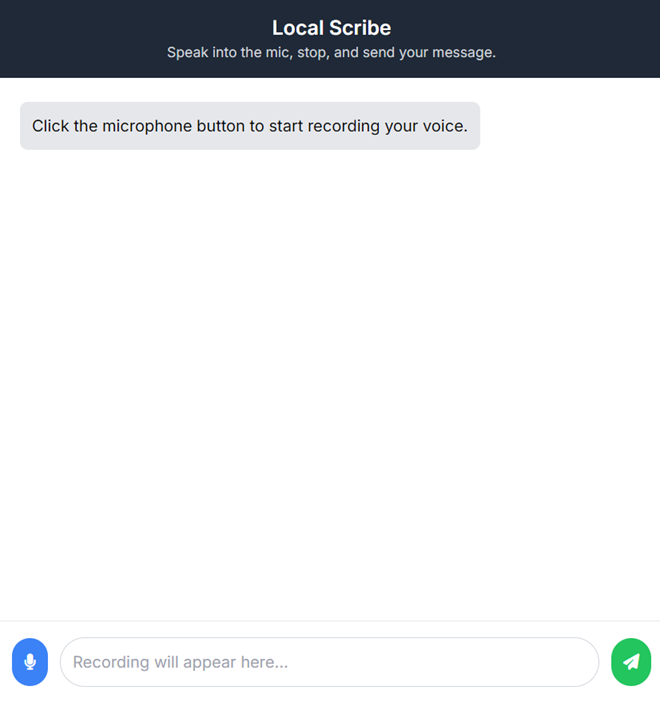 Local Scribe
Speak into the mic, stop, and send your message.
Click the microphone button to start recording your voice.
Recording will appear here...